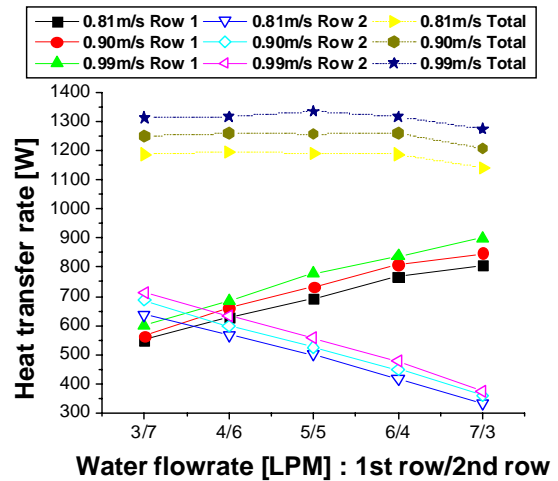 0.81m/s Row 1 0.81m/s Row 2 0.81m/s Total
0.90m/s Row 1 0.90m/s Row 2 0.90m/s Total
0.99m/s Row 1 0.99m/s Row 2 0.99m/s Total
Heat transfer rate [W]
1400
1300
1200
1100
1000
900
800
700
600
500
400
300
3/7 4/6 5/5 6/4 7/3
Water flowrate [LPM] : 1st row/2nd row